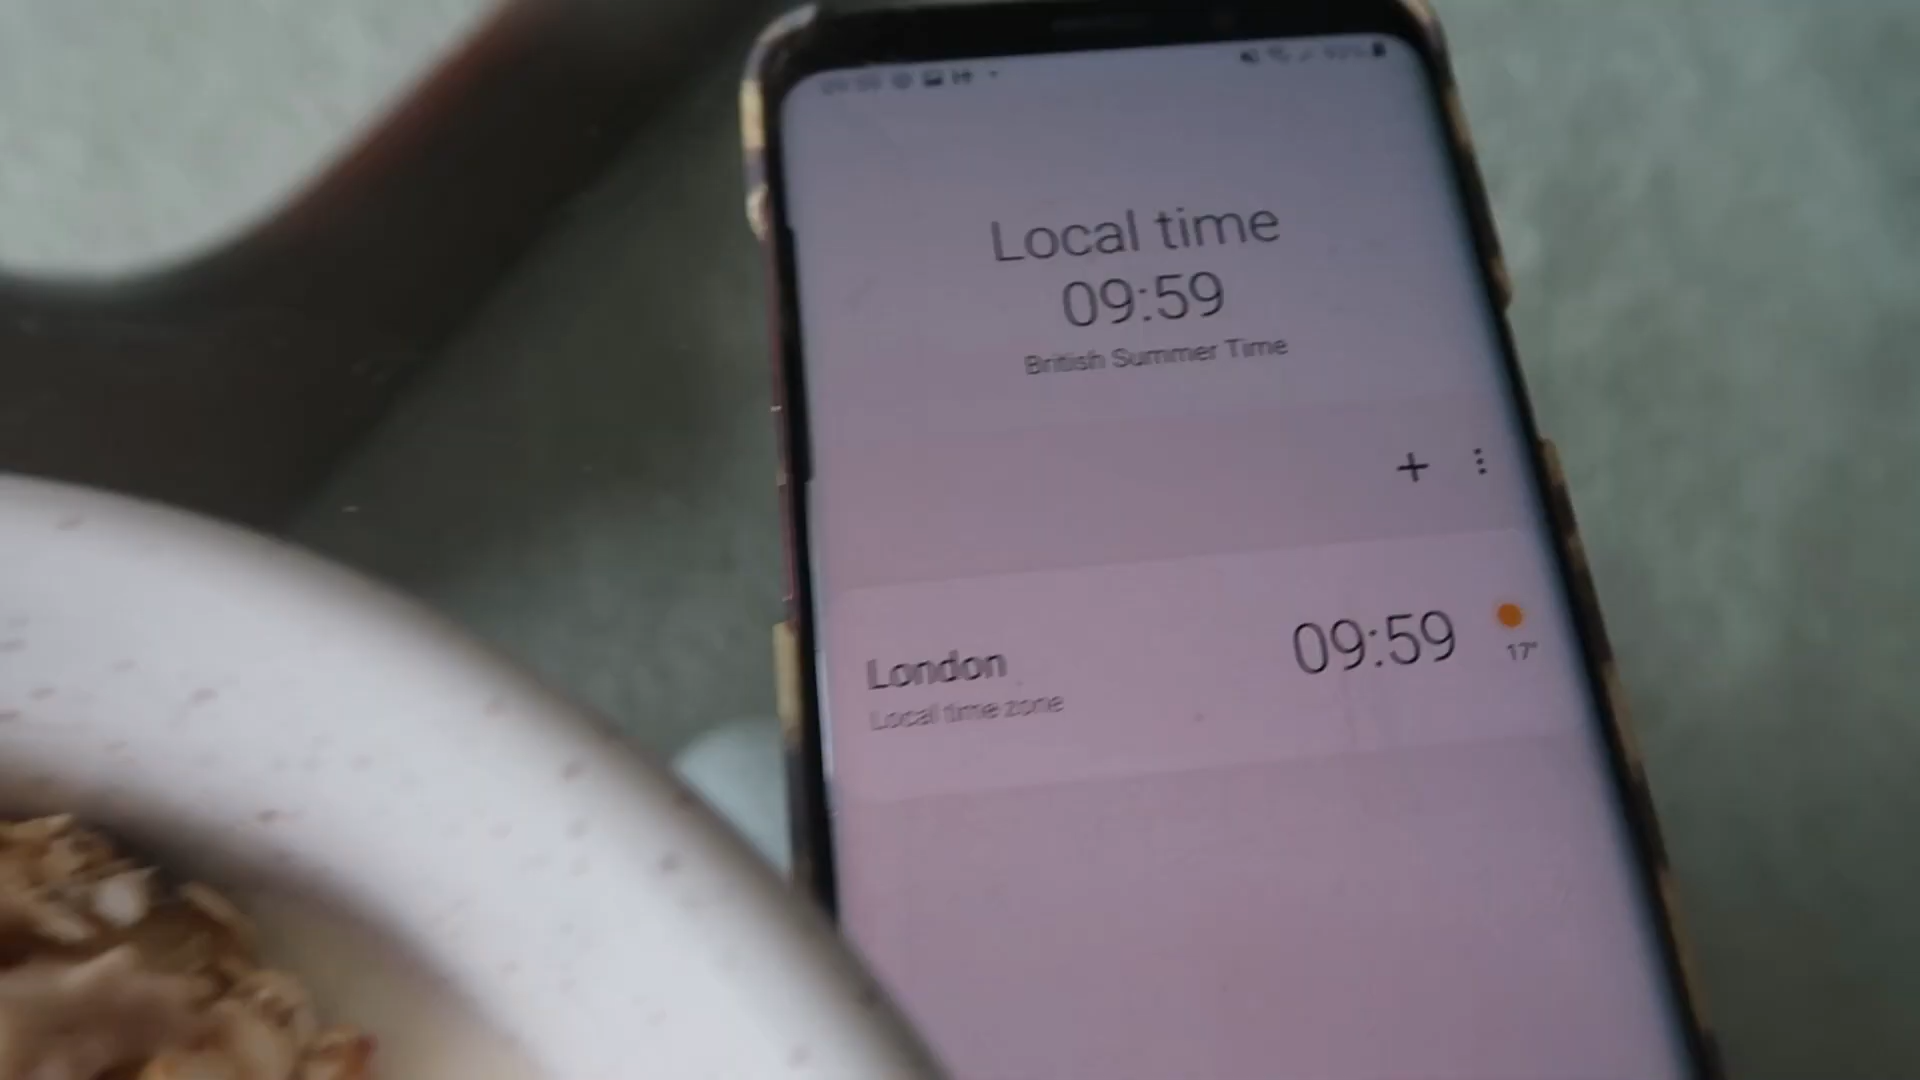 Local time
09:59
British Summer Time
+
London
09:59
Local time zone
17°